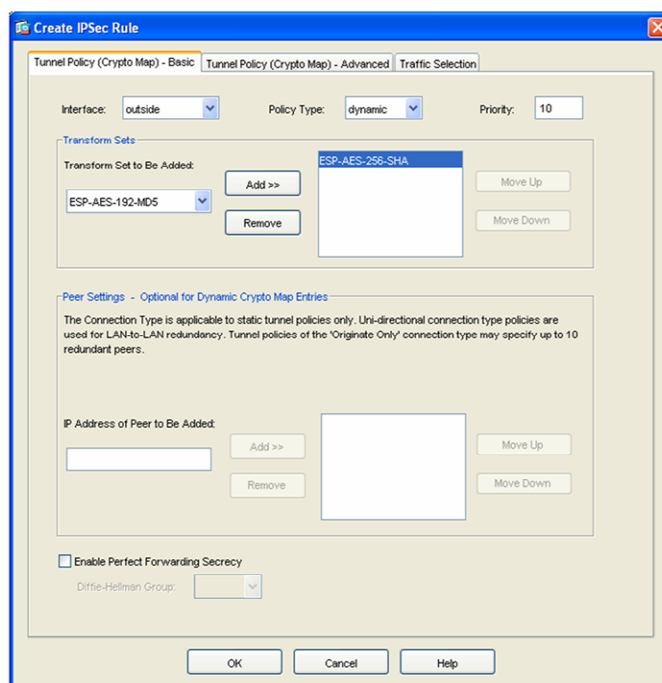 Create IPSec Rule
Tunnel Policy (Crypto Map) - Basic Tunnel Policy (Crypto Map) - Advanced Traffic Selection
Interface: outside Policy Type: dynamic Priority: 10
Transform Sets
Transform Set to Be Added:
ESP-AES-192-MD5
Add >>
Remove
ESP-AES-256-SHA
Move Up
Move Down
Peer Settings - Optional for Dynamic Crypto Map Entries
The Connection Type is applicable to static tunnel policies only. Uni-directional connection type policies are
used for LAN-to-LAN redundancy. Tunnel policies of the 'Originate Only' connection type may specify up to 10
redundant peers.
IP Address of Peer to Be Added:
Add >>
Remove
Move Up
Move Down
Enable Perfect Forwarding Secrecy
Diffie-Hellman Group:
OK Cancel Help